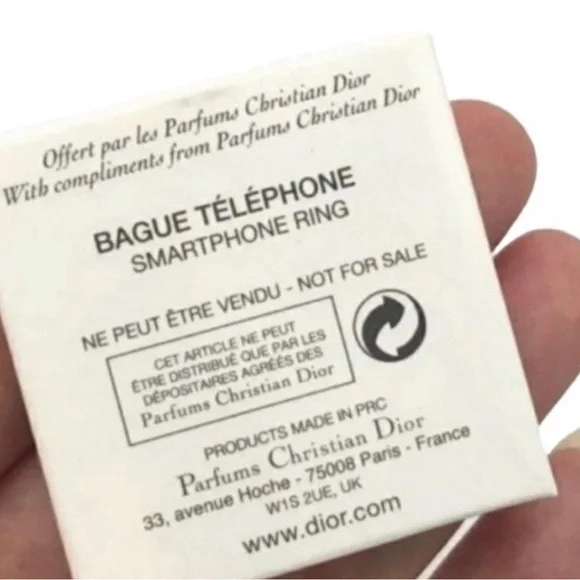 Offert par les Parfums Christian Dior
With compliments from Parfums Christian Dior
BAGUE TÉLÉPHONE
SMARTPHONE RING
NE PEUT ÊTRE VENDU - NOT FOR SALE
CET ARTICLE NE PEUT
ÊTRE DISTRIBUÉ QUE PAR LES
DÉPOSITAIRES AGRÉÉS DES
Parfums Christian Dior
PRODUCTS MADE IN PRC
Parfums Christian Dior
33, avenue Hoche - 75008 Paris - France
W1S 2UE, UK
www.dior.com